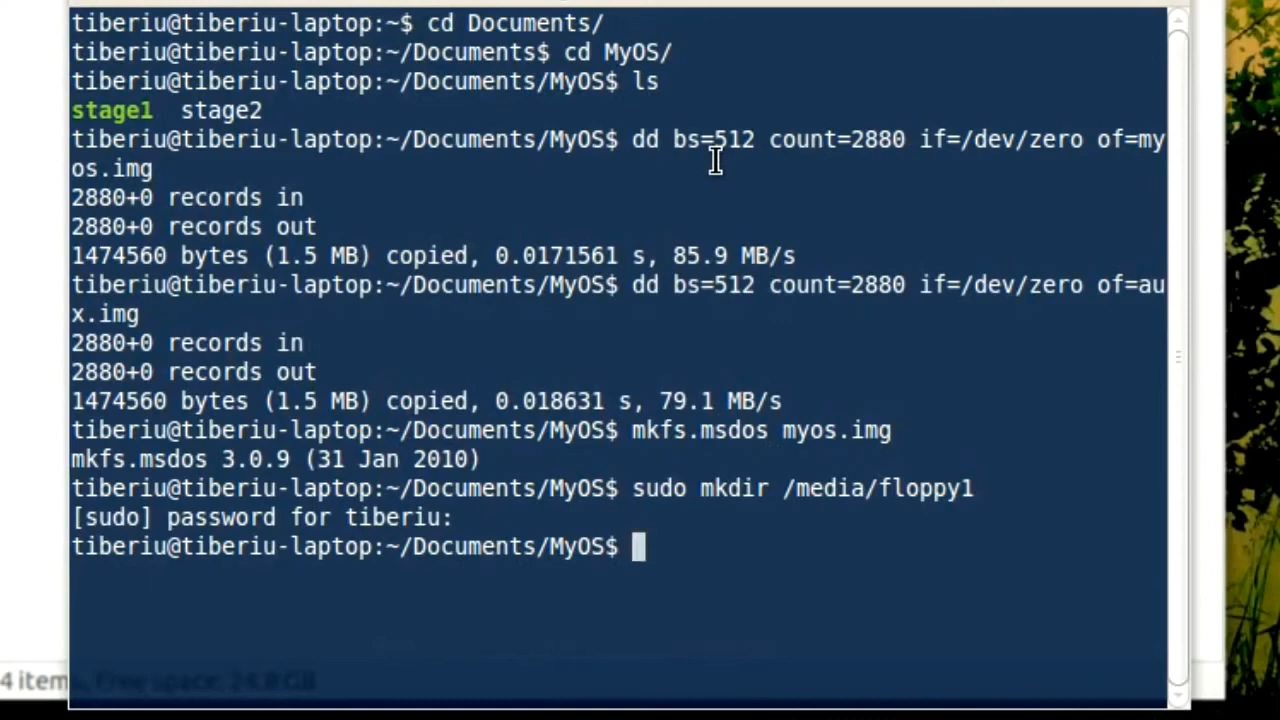 tiberiu@tiberiu-laptop:~$ cd Documents/
tiberiu@tiberiu-laptop:~/Documents$ cd MyOS/
tiberiu@tiberiu-laptop:~/Documents/MyOS$ ls
stage1  stage2
tiberiu@tiberiu-laptop:~/Documents/MyOS$ dd bs=512 count=2880 if=/dev/zero of=my
os.img
2880+0 records in
2880+0 records out
1474560 bytes (1.5 MB) copied, 0.0171561 s, 85.9 MB/s
tiberiu@tiberiu-laptop:~/Documents/MyOS$ dd bs=512 count=2880 if=/dev/zero of=au
x.img
2880+0 records in
2880+0 records out
1474560 bytes (1.5 MB) copied, 0.018631 s, 79.1 MB/s
tiberiu@tiberiu-laptop:~/Documents/MyOS$ mkfs.msdos myos.img
mkfs.msdos 3.0.9 (31 Jan 2010)
tiberiu@tiberiu-laptop:~/Documents/MyOS$ sudo mkdir /media/floppy1
[sudo] password for tiberiu:
tiberiu@tiberiu-laptop:~/Documents/MyOS$
4 items, Free space: